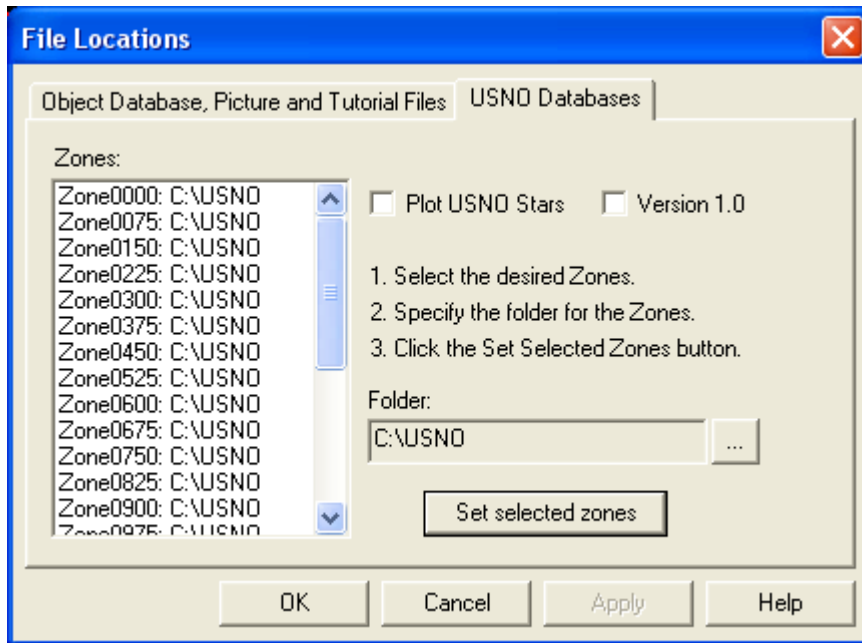 File Locations
Object Database, Picture and Tutorial Files
USNO Databases
Zones:
Zone0000: C:\USNO
Zone0075: C:\USNO
Zone0150: C:\USNO
Zone0225: C:\USNO
Zone0300: C:\USNO
Zone0375: C:\USNO
Zone0450: C:\USNO
Zone0525: C:\USNO
Zone0600: C:\USNO
Zone0675: C:\USNO
Zone0750: C:\USNO
Zone0825: C:\USNO
Zone0900: C:\USNO
Zone0975: C:\USNO
Plot USNO Stars
Version 1.0
1. Select the desired Zones.
2. Specify the folder for the Zones.
3. Click the Set Selected Zones button.
Folder:
C:\USNO
...
Set selected zones
OK
Cancel
Apply
Help